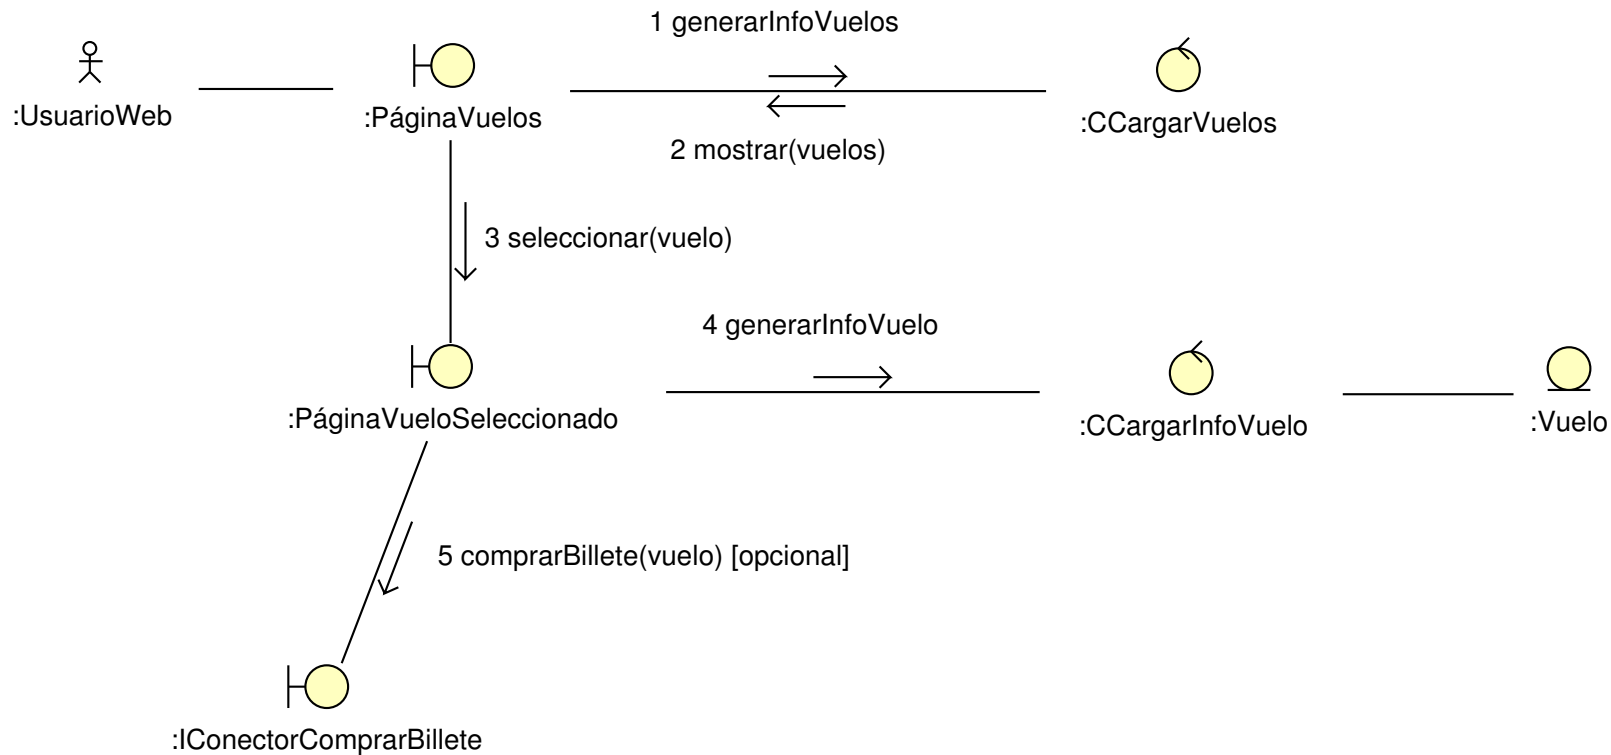 1 generarInfoVuelos
:UsuarioWeb
:PáginaVuelos
:CCargarVuelos
2 mostrar(vuelos)
3 seleccionar(vuelo)
4 generarInfoVuelo
:PáginaVueloSeleccionado
:CCargarInfoVuelo
:Vuelo
5 comprarBillete(vuelo) [opcional]
:IConectorComprarBillete